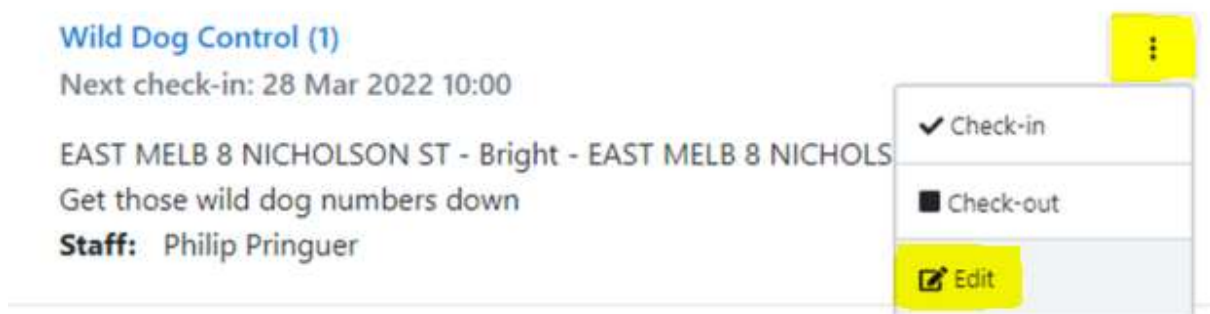 Wild Dog Control (1)
Next check-in: 28 Mar 2022 10:00
EAST MELB 8 NICHOLSON ST - Bright - EAST MELB 8 NICHOLS
Get those wild dog numbers down
Staff: Philip Pringuer
Check-in
Check-out
Edit